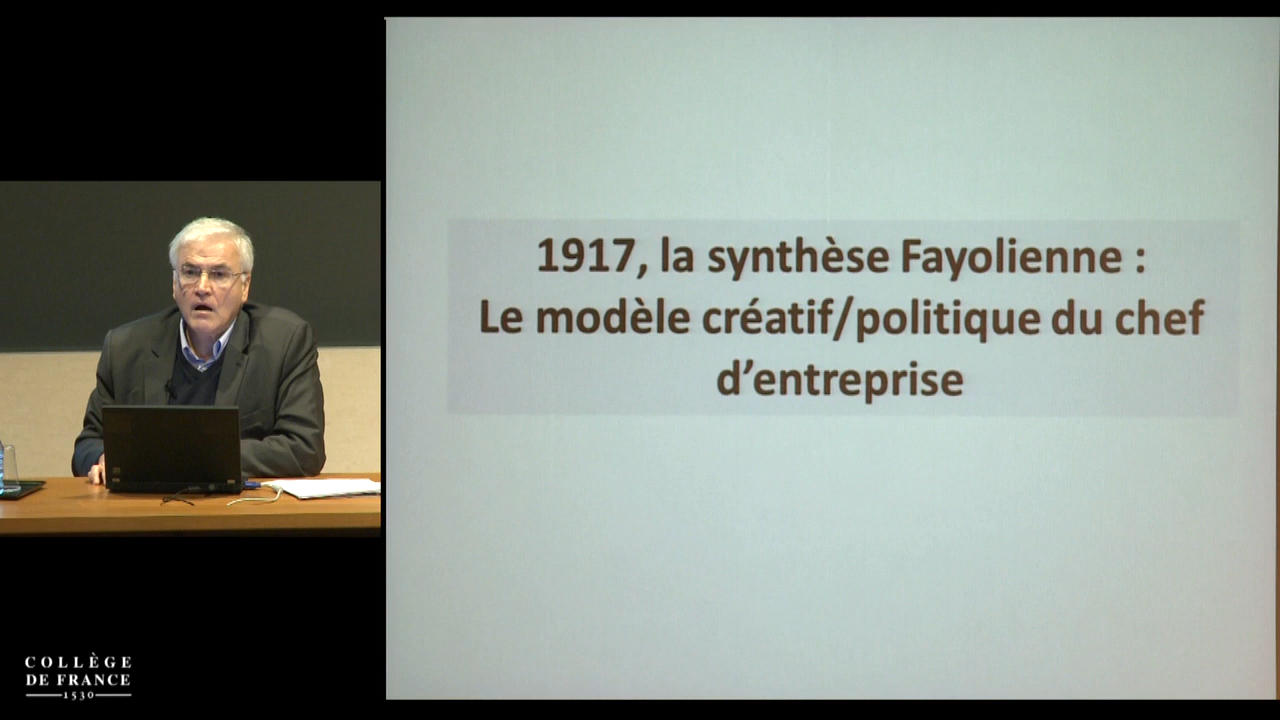 1917, la synthèse Fayolienne :
Le modèle créatif/politique du chef
d’entreprise
COLLÈGE
DE FRANCE
1530